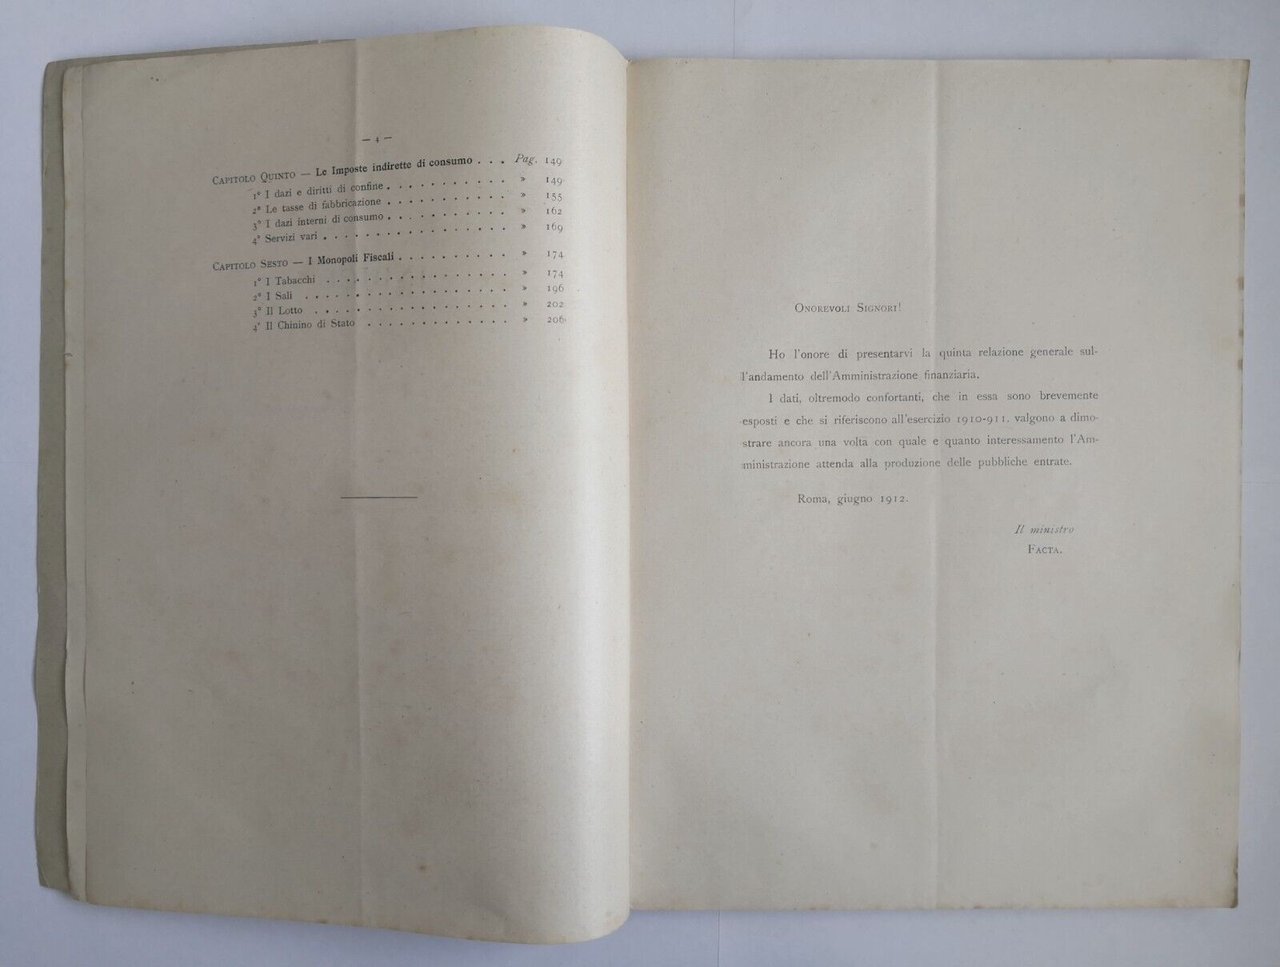 — 4 —
CAPITOLO QUINTO — Le Imposte indirette di consumo . . . Pag. 149
1° I dazi e diritti di confine . . . . . . . . . . . » 149
2° Le tasse di fabbricazione . . . . . . . . . . . » 155
3° I dazi interni di consumo . . . . . . . . . . . » 162
4° Servizi vari . . . . . . . . . . . . . . . . . » 169
CAPITOLO SESTO — I Monopoli Fiscali . . . . . . . . . . » 174
1° I Tabacchi . . . . . . . . . . . . . . . . . » 174
2° I Sali . . . . . . . . . . . . . . . . . . . » 196
3° Il Lotto . . . . . . . . . . . . . . . . . . » 202
4° Il Chinino di Stato . . . . . . . . . . . . . » 206
ONOREVOLI SIGNORI!
Ho l'onore di presentarvi la quinta relazione generale sul-
l'andamento dell'Amministrazione finanziaria.
I dati, oltremodo confortanti, che in essa sono brevemente
esposti e che si riferiscono all'esercizio 1910-911, valgono a dimo-
strare ancora una volta con quale e quanto interessamento l'Am-
ministrazione attenda alla produzione delle pubbliche entrate.
Roma, giugno 1912.
Il ministro
FACTA.